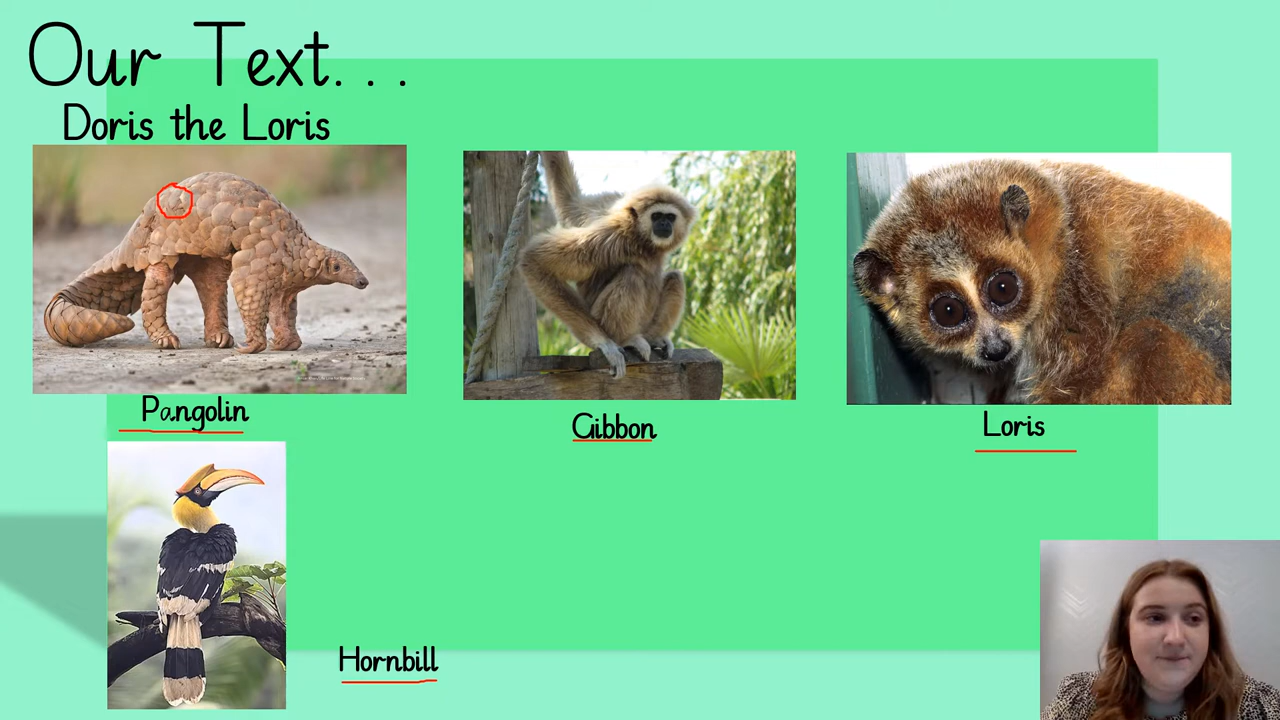 Our Text...
Doris the Loris
Pangolin
Gibbon
Loris
Hornbill